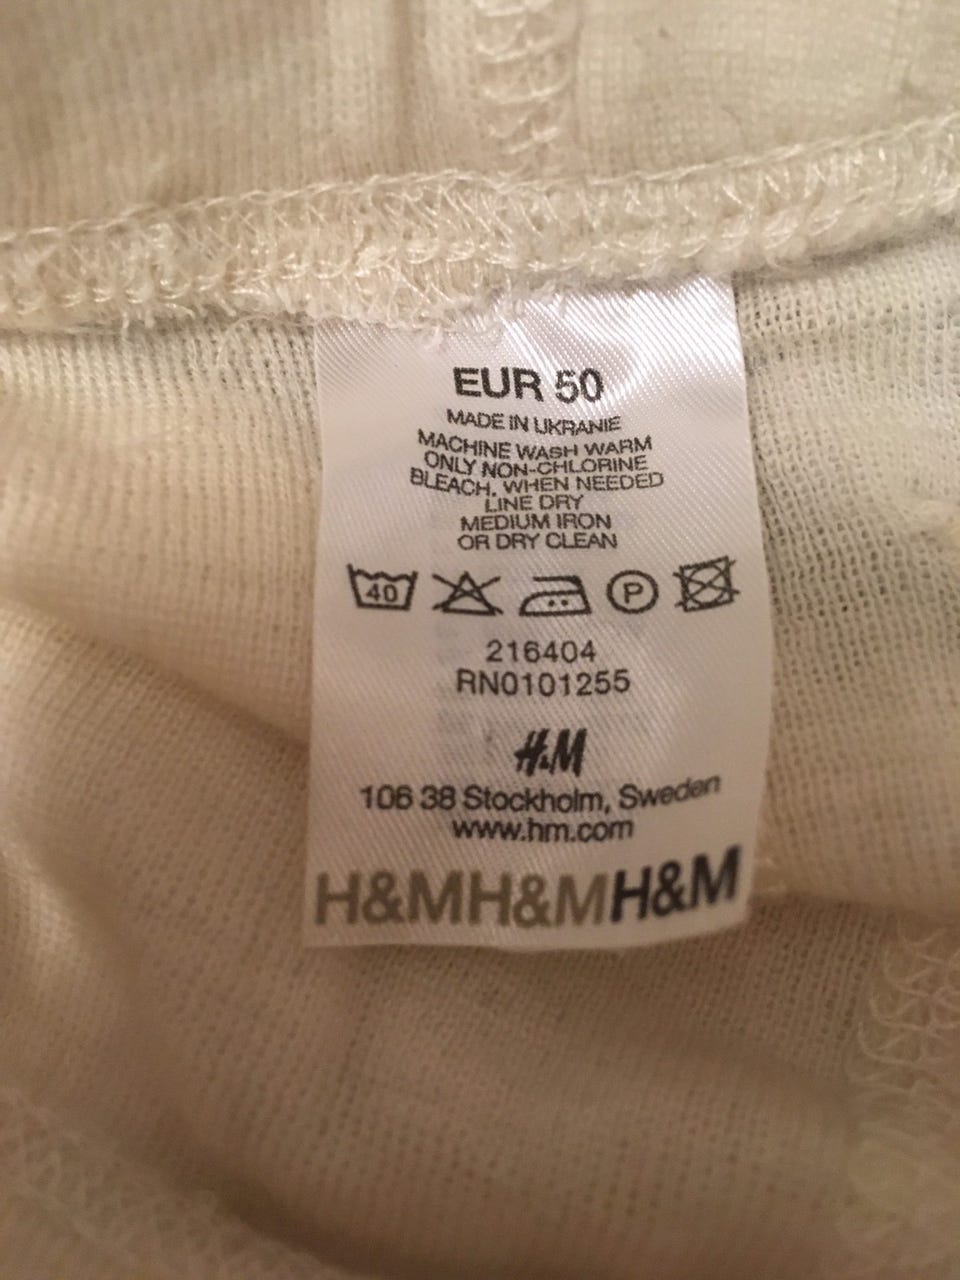 EUR 50
MADE IN UKRANIE
MACHINE WASH WARM
ONLY NON-CHLORINE
BLEACH, WHEN NEEDED
LINE DRY
MEDIUM IRON
OR DRY CLEAN
40 P
216404
RN0101255
H&M
106 38 Stockholm, Sweden
www.hm.com
H&MH&MH&M